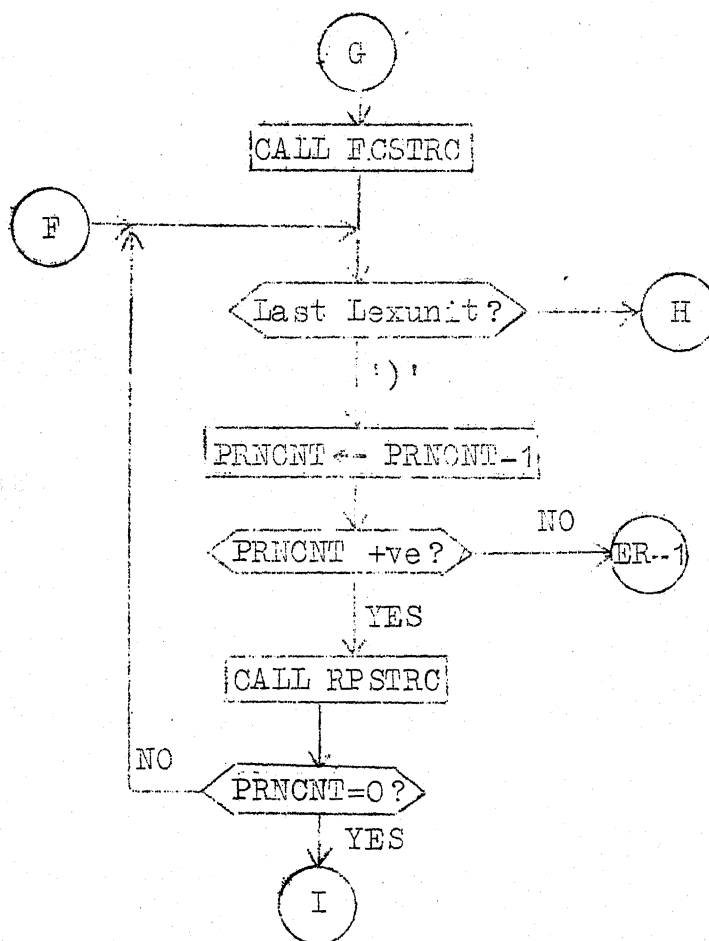 G
CALL FCSTRC
F
Last Lexunit?
H
')'
PRNCNT ← PRNCNT-1
NO
PRNCNT +ve?
ER--1
YES
CALL RPSTRC
NO
PRNCNT=0?
YES
I